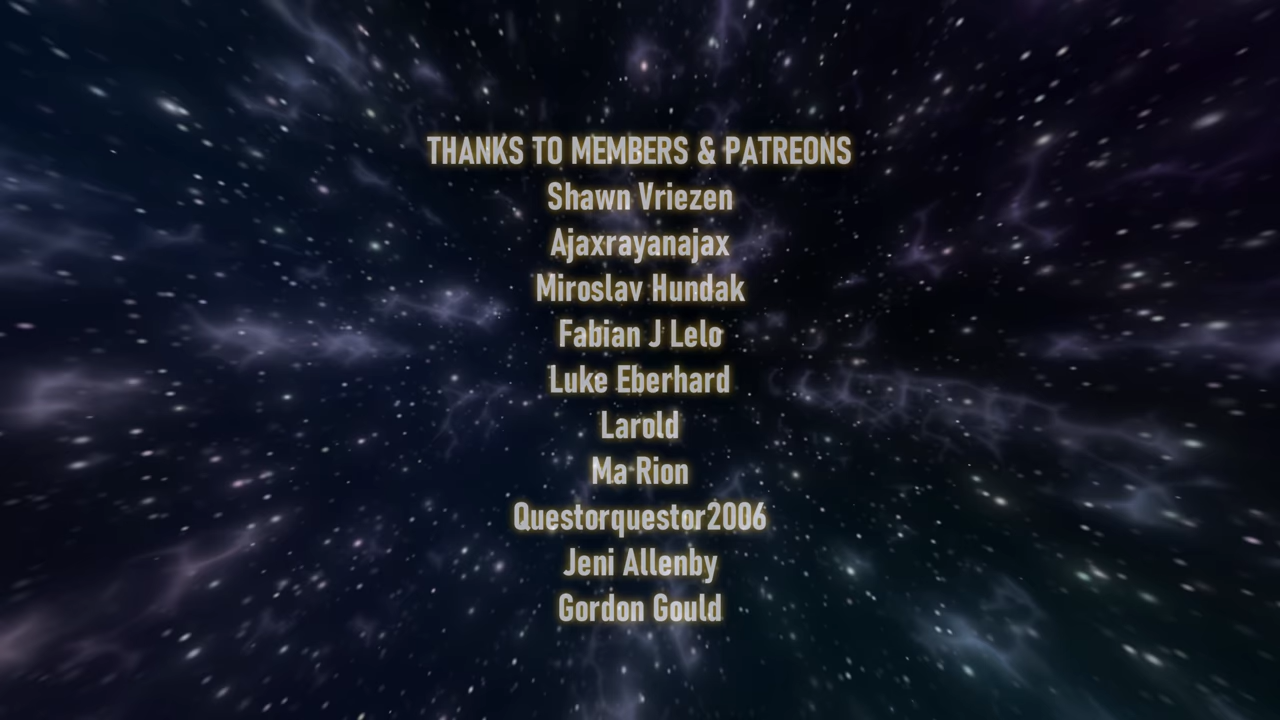 THANKS TO MEMBERS & PATREONS
Shawn Vriezen
Ajaxrayanajax
Miroslav Hundak
Fabian J Lelo
Luke Eberhard
Larold
Ma Rion
Questorquestor2006
Jeni Allenby
Gordon Gould